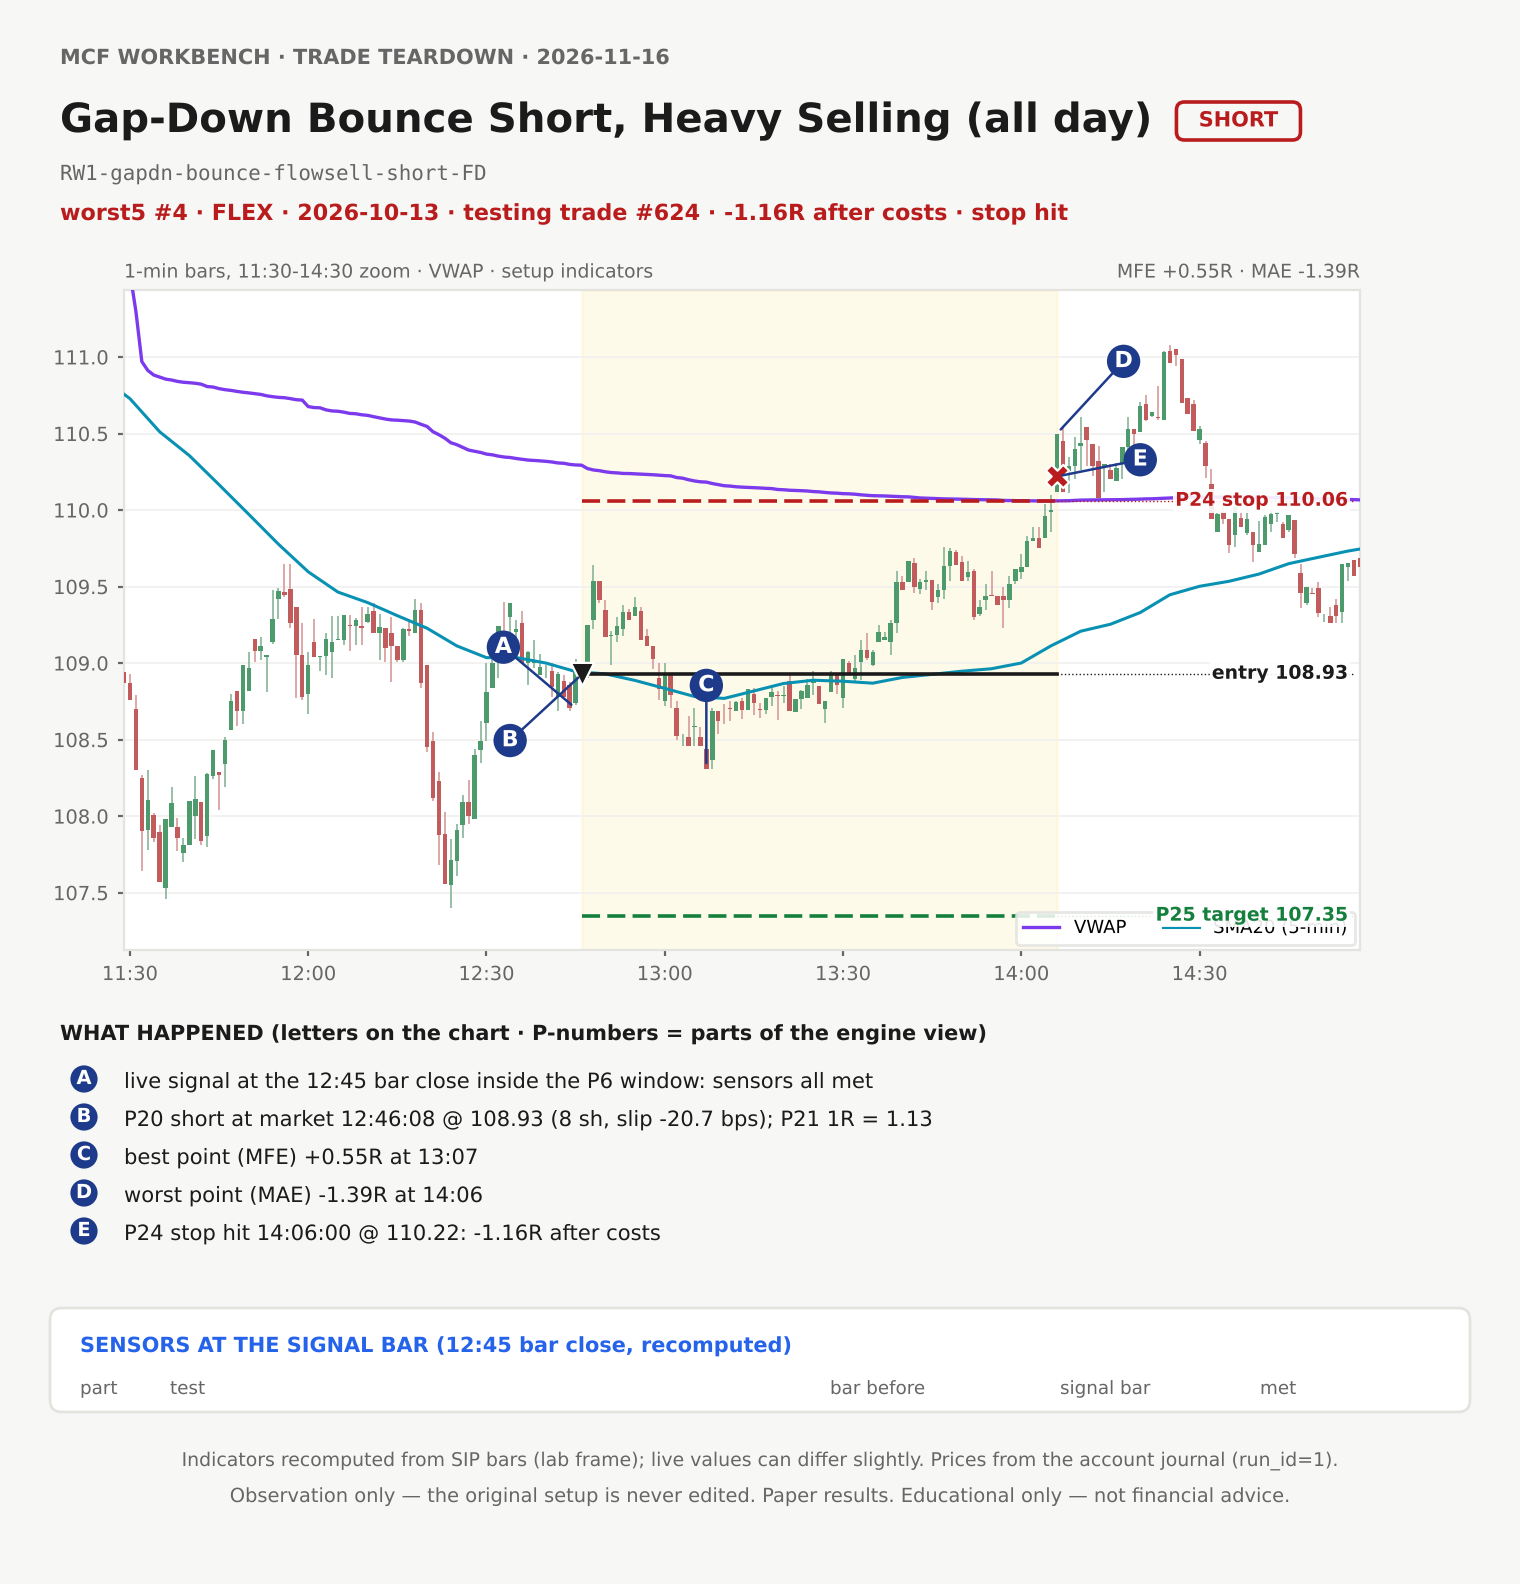 MCF WORKBENCH · TRADE TEARDOWN · 2026-11-16
Gap-Down Bounce Short, Heavy Selling (all day) SHORT
RW1-gapdn-bounce-flowsell-short-FD
worst5 #4 · FLEX · 2026-10-13 · testing trade #624 · -1.16R after costs · stop hit
1-min bars, 11:30-14:30 zoom · VWAP · setup indicators MFE +0.55R · MAE -1.39R
111.0
110.5
110.0
109.5
109.0
108.5
108.0
107.5
A
B
C
D
E
P24 stop 110.06
entry 108.93
P25 target 107.35
VWAP SMA20 (5-min)
11:30 12:00 12:30 13:00 13:30 14:00 14:30
WHAT HAPPENED (letters on the chart · P-numbers = parts of the engine view)
A live signal at the 12:45 bar close inside the P6 window: sensors all met
B P20 short at market 12:46:08 @ 108.93 (8 sh, slip -20.7 bps); P21 1R = 1.13
C best point (MFE) +0.55R at 13:07
D worst point (MAE) -1.39R at 14:06
E P24 stop hit 14:06:00 @ 110.22: -1.16R after costs
SENSORS AT THE SIGNAL BAR (12:45 bar close, recomputed)
part test bar before signal bar met
Indicators recomputed from SIP bars (lab frame); live values can differ slightly. Prices from the account journal (run_id=1).
Observation only — the original setup is never edited. Paper results. Educational only — not financial advice.